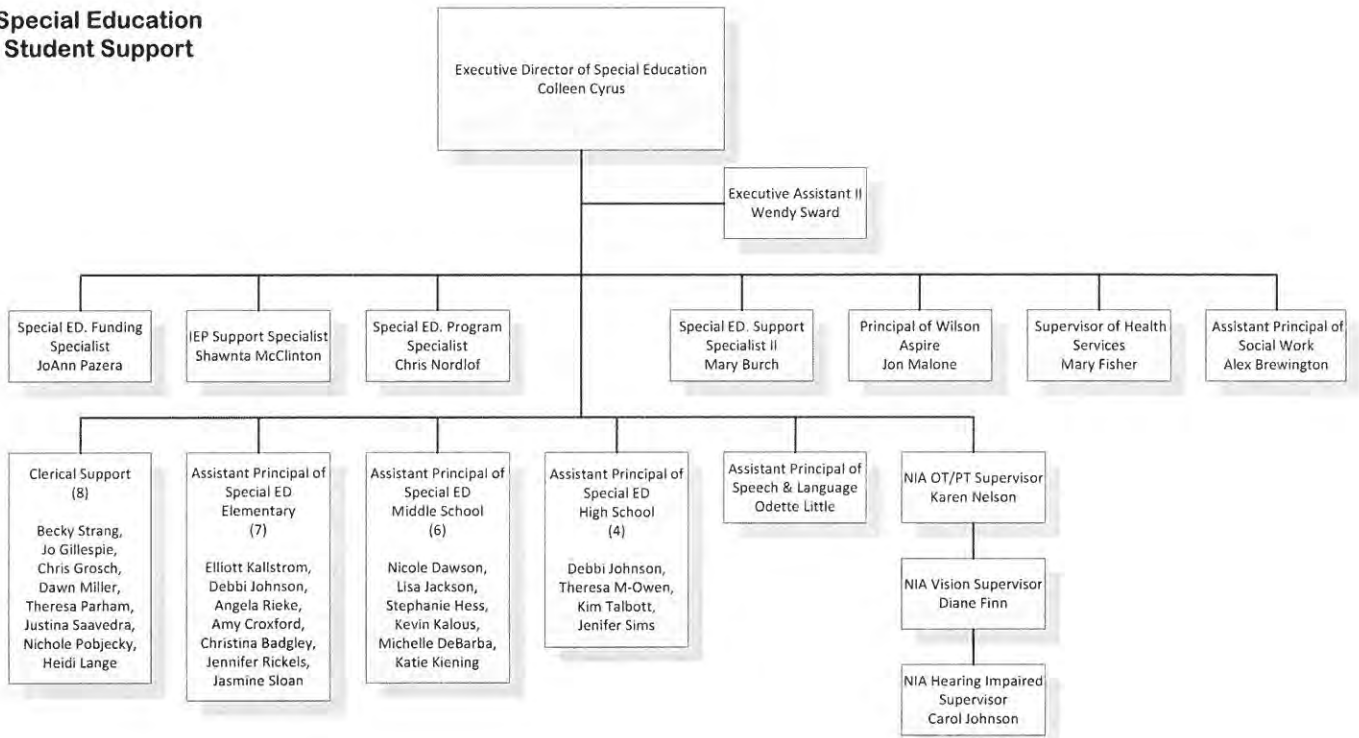 Special Education
Student Support
Executive Director of Special Education
Colleen Cyrus
Executive Assistant II
Wendy Sward
Special ED. Funding
Specialist
JoAnn Pazera
IEP Support Specialist
Shawnta McClinton
Special ED. Program
Specialist
Chris Nordlof
Special ED. Support
Specialist II
Mary Burch
Principal of Wilson
Aspire
Jon Malone
Supervisor of Health
Services
Mary Fisher
Assistant Principal of
Social Work
Alex Brewington
Clerical Support
(8)
Becky Strang,
Jo Gillespie,
Chris Grosch,
Dawn Miller,
Theresa Parham,
Justina Saavedra,
Nichole Pobjecky,
Heidi Lange
Assistant Principal of
Special ED
Elementary
(7)
Elliott Kallstrom,
Debbi Johnson,
Angela Rieke,
Amy Croxford,
Christina Badgley,
Jennifer Rickels,
Jasmine Sloan
Assistant Principal of
Special ED
Middle School
(6)
Nicole Dawson,
Lisa Jackson,
Stephanie Hess,
Kevin Kalous,
Michelle DeBarba,
Katie Kiening
Assistant Principal of
Special ED
High School
(4)
Debbi Johnson,
Theresa M-Owen,
Kim Talbott,
Jenifer Sims
Assistant Principal of
Speech & Language
Odette Little
NIA OT/PT Supervisor
Karen Nelson
NIA Vision Supervisor
Diane Finn
NIA Hearing Impaired
Supervisor
Carol Johnson